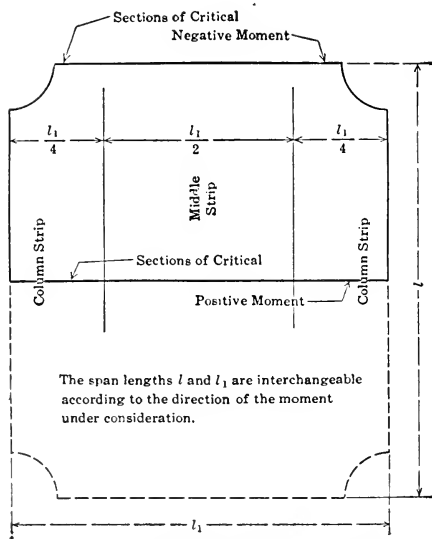 Sections of Critical
Negative Moment
l₁/4
l₁/2
l₁/4
Column Strip
Middle
Strip
Column Strip
Sections of Critical
Positive Moment
l
The span lengths l and l₁ are interchangeable
according to the direction of the moment
under consideration.
l₁